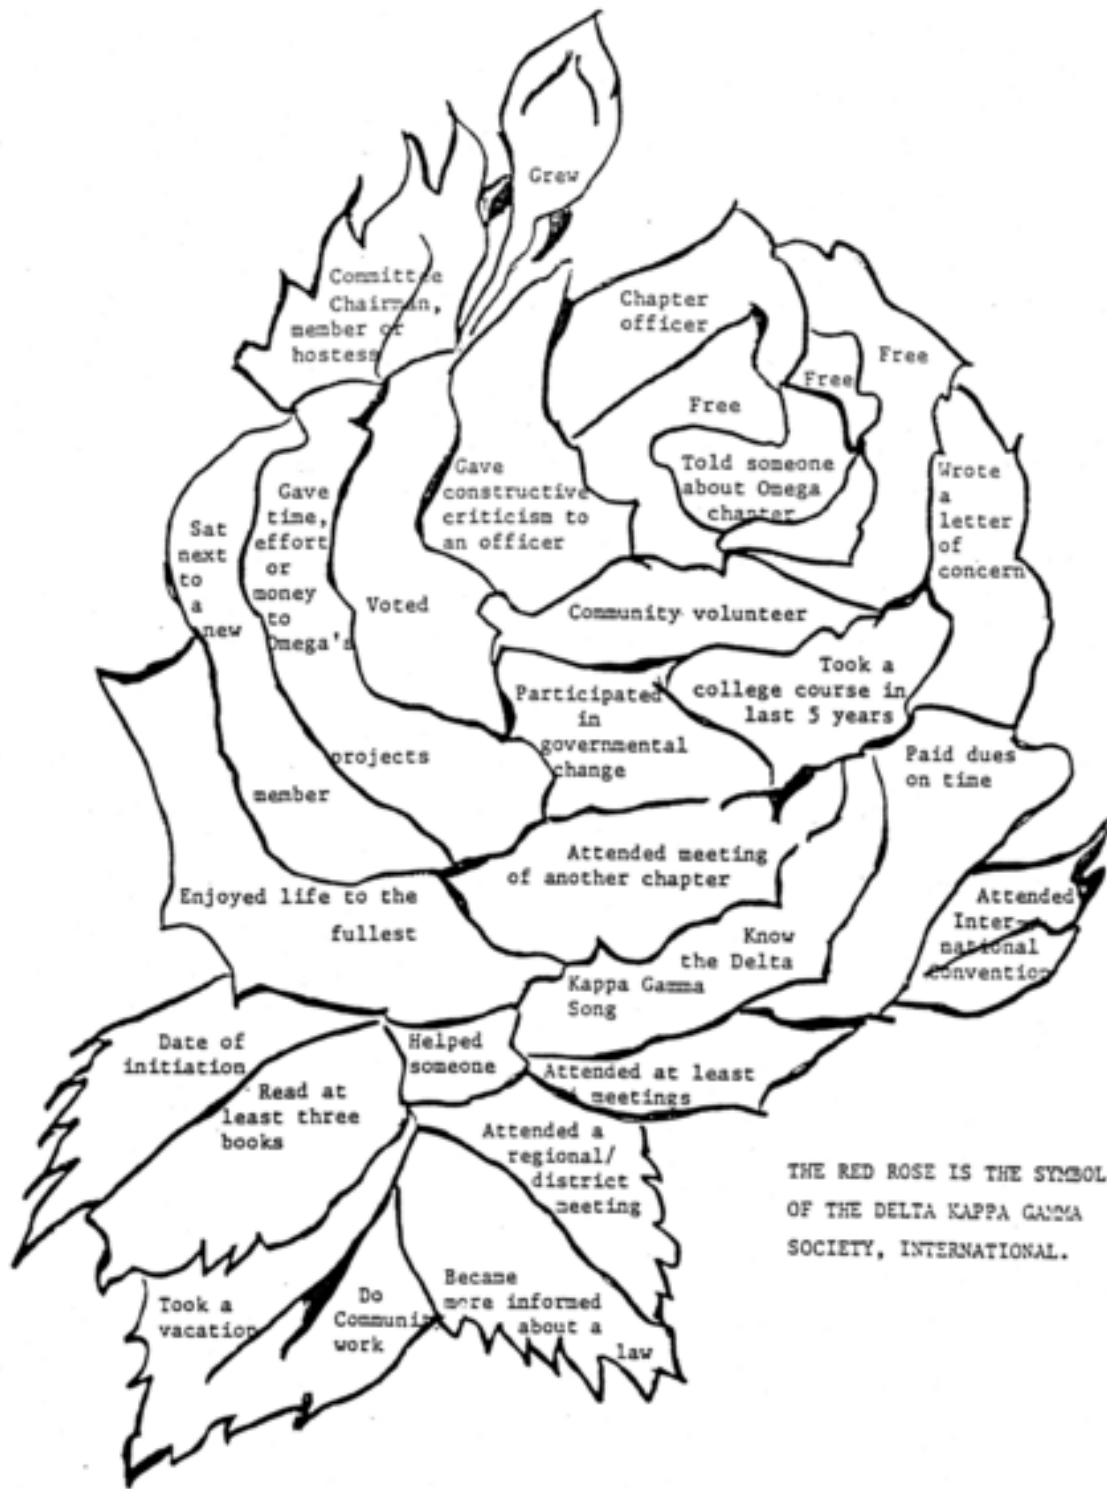 Grew
Committee
Chairman,
member or
hostess
Chapter
officer
Free
Free
Free
Told someone
about Omega
chapter
Wrote
a
letter
of
concern
Gave
constructive
criticism to
an officer
Gave
time,
effort
or
money
to
Omega's
projects
Sat
next
to
a
new
member
Voted
Community volunteer
Took a
college course in
last 5 years
Participated
in
governmental
change
Paid dues
on time
Attended meeting
of another chapter
Enjoyed life to the
fullest
Attended
Inter-
national
Convention
Know
the Delta
Kappa Gamma
Song
Date of
initiation
Helped
someone
Attended at least
meetings
Read at
least three
books
Attended a
regional/
district
meeting
THE RED ROSE IS THE SYMBOL
OF THE DELTA KAPPA GAMMA
SOCIETY, INTERNATIONAL.
Took a
vacation
Do
Community
work
Became
more informed
about a
law